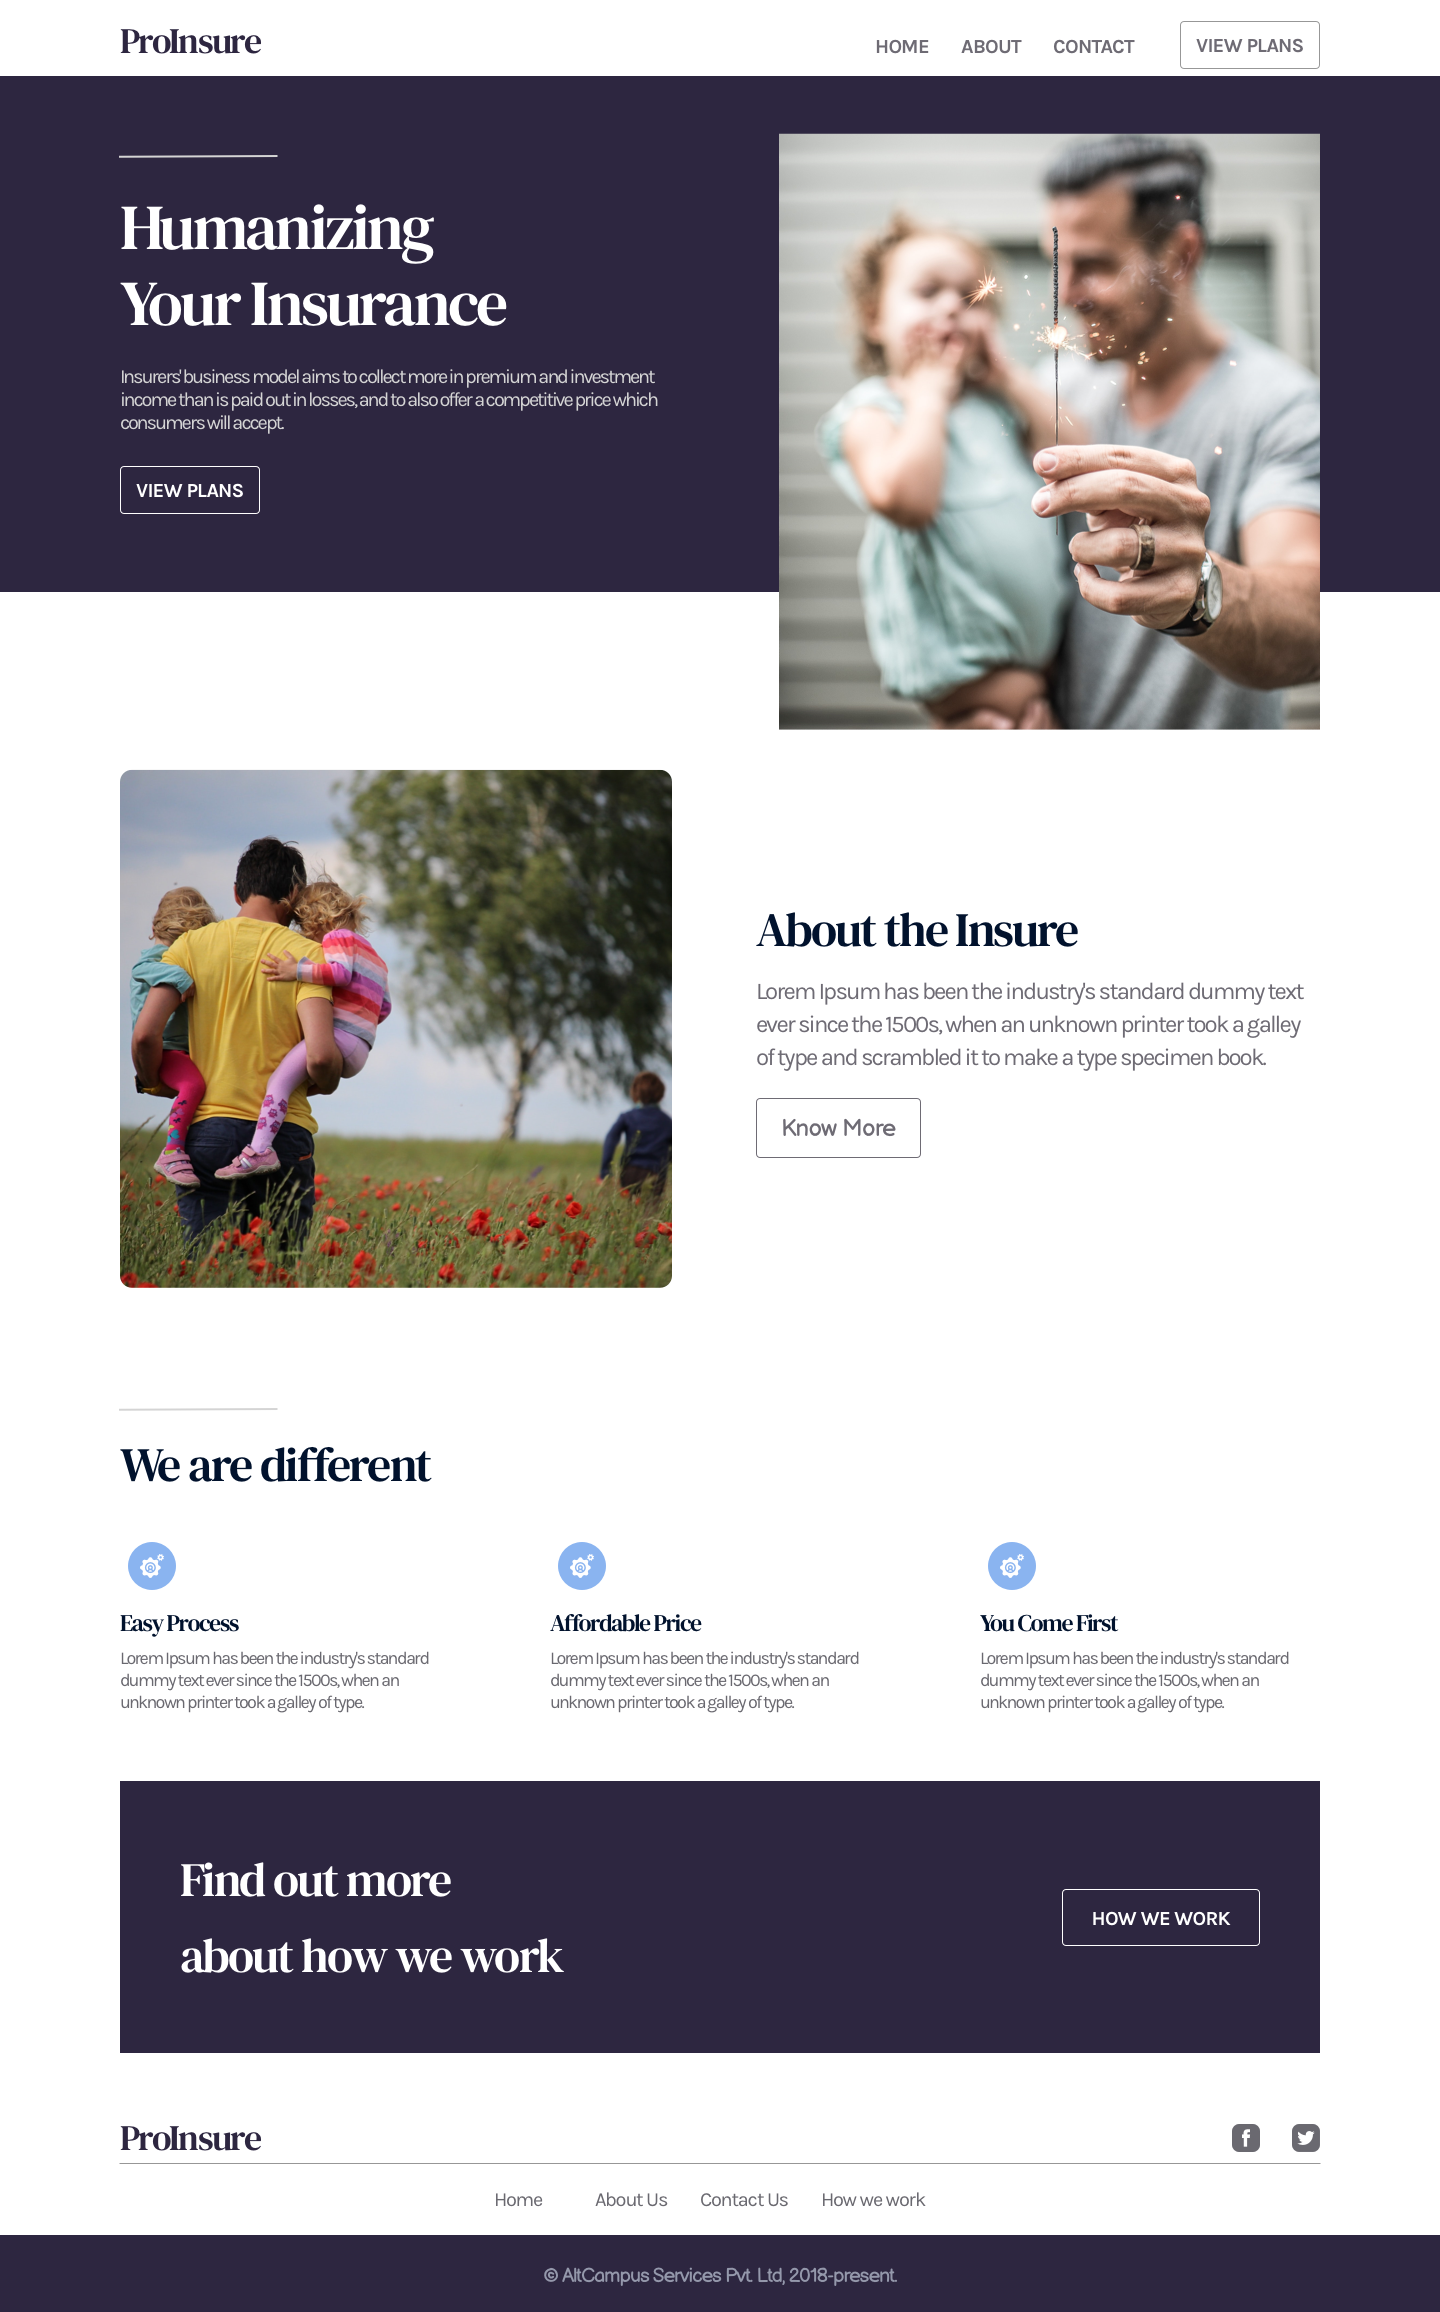 ProInsure
HOME ABOUT CONTACT VIEW PLANS
Humanizing
Your Insurance
Insurers' business model aims to collect more in premium and investment
income than is paid out in losses, and to also offer a competitive price which
consumers will accept.
VIEW PLANS
About the Insure
Lorem Ipsum has been the industry's standard dummy text
ever since the 1500s, when an unknown printer took a galley
of type and scrambled it to make a type specimen book.
Know More
We are different
Easy Process
Lorem Ipsum has been the industry's standard
dummy text ever since the 1500s, when an
unknown printer took a galley of type.
Affordable Price
Lorem Ipsum has been the industry's standard
dummy text ever since the 1500s, when an
unknown printer took a galley of type.
You Come First
Lorem Ipsum has been the industry's standard
dummy text ever since the 1500s, when an
unknown printer took a galley of type.
Find out more
about how we work
HOW WE WORK
ProInsure
Home About Us Contact Us How we work
© AltCampus Services Pvt. Ltd, 2018-present.